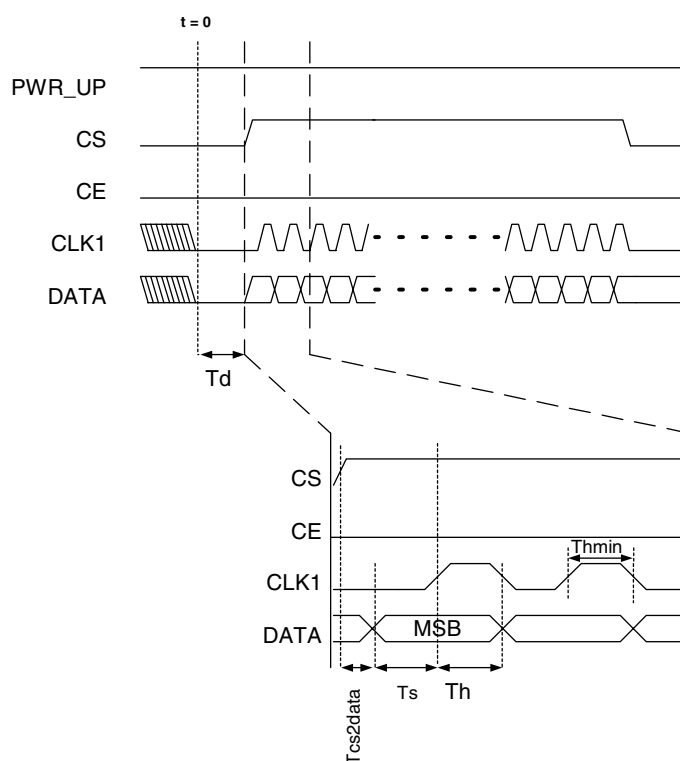 t = 0
PWR_UP
CS
CE
CLK1
DATA
Td
CS
CE
Thmin
CLK1
DATA
MSB
Ts
Th
Tcs2data